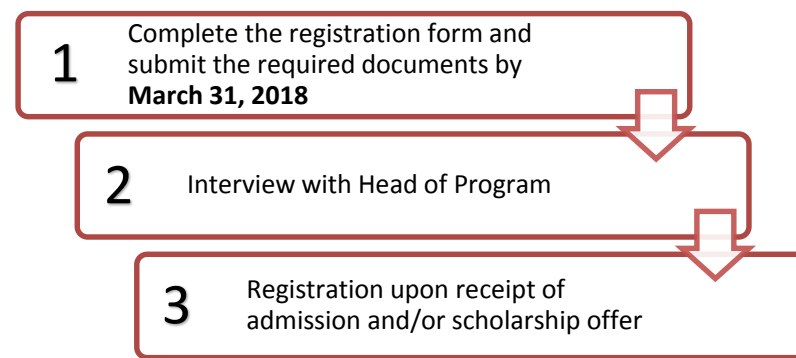 1
Complete the registration form and
submit the required documents by
March 31, 2018
2
Interview with Head of Program
3
Registration upon receipt of
admission and/or scholarship offer